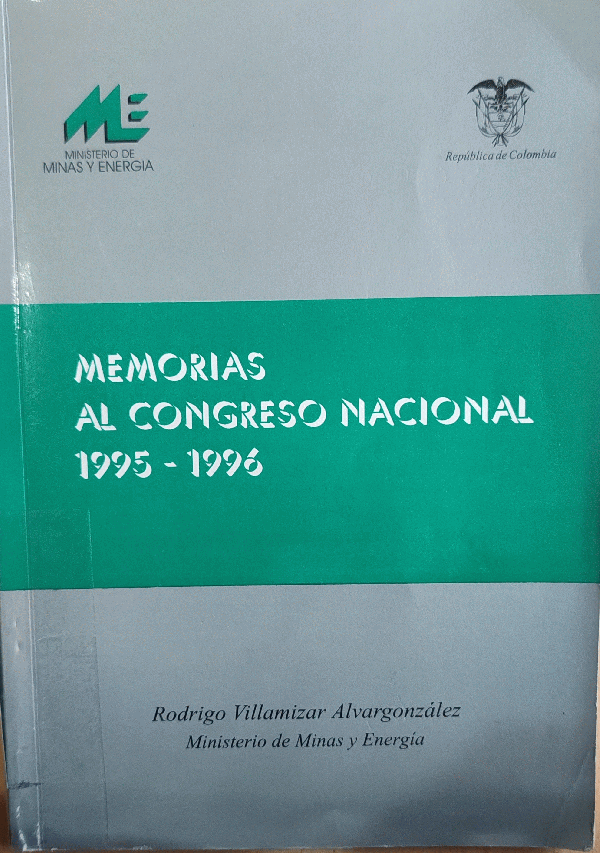 ME
MINISTERIO DE
MINAS Y ENERGIA
República de Colombia
MEMORIAS
AL CONGRESO NACIONAL
1995 - 1996
Rodrigo Villamizar Alvargonzález
Ministerio de Minas y Energía